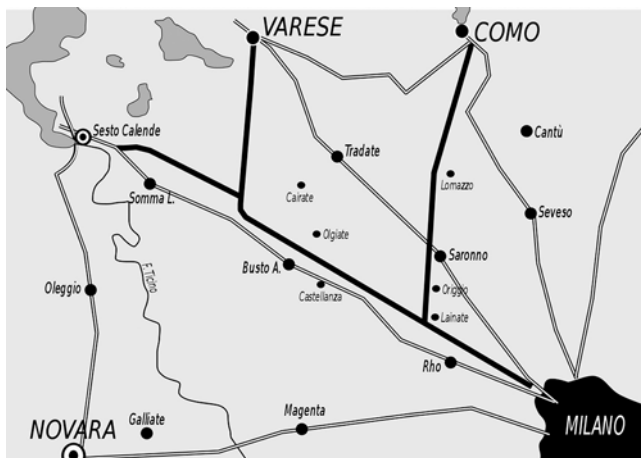 VARESE
COMO
Sesto Calende
Cantù
Tradate
Lomazzo
Cairate
Somma L.
Seveso
Olgiate
Saronno
Busto A.
F. Ticino
Oleggio
Castellanza
Origgio
Lainate
Rho
Magenta
Galliate
NOVARA
MILANO